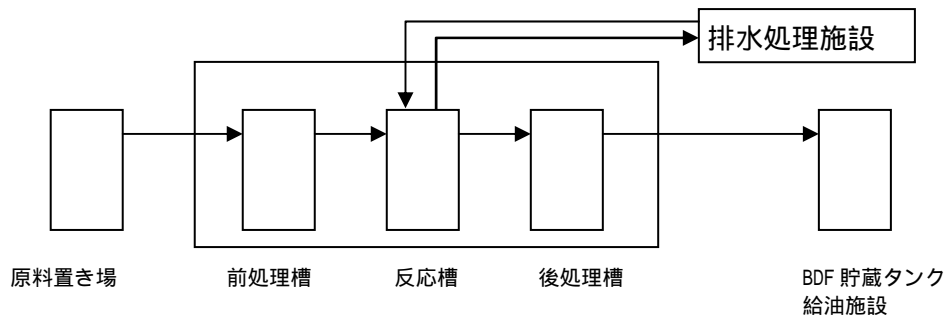 排水処理施設
原料置き場
前処理槽
反応槽
後処理槽
BDF 貯蔵タンク
給油施設